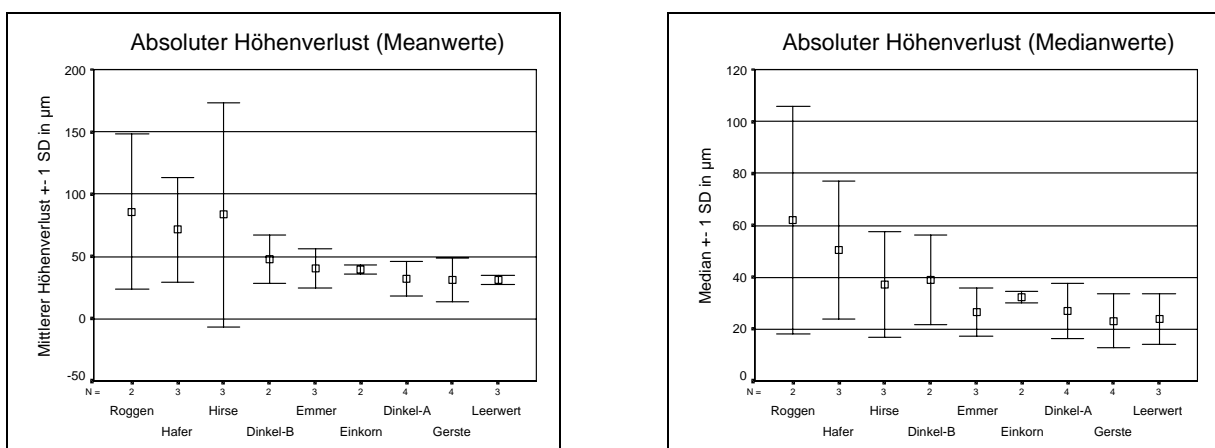 Absoluter Höhenverlust (Meanwerte)
Mittlerer Höhenverlust +- 1 SD in µm
200
150
100
50
0
-50
N = 2 3 3 2 3 2 4 4 3
Roggen Hirse Emmer Dinkel-A Leerwert
Hafer Dinkel-B Einkorn Gerste
Absoluter Höhenverlust (Medianwerte)
Median +- 1 SD in µm
120
100
80
60
40
20
0
N = 2 3 3 2 3 2 4 4 3
Roggen Hirse Emmer Dinkel-A Leerwert
Hafer Dinkel-B Einkorn Gerste